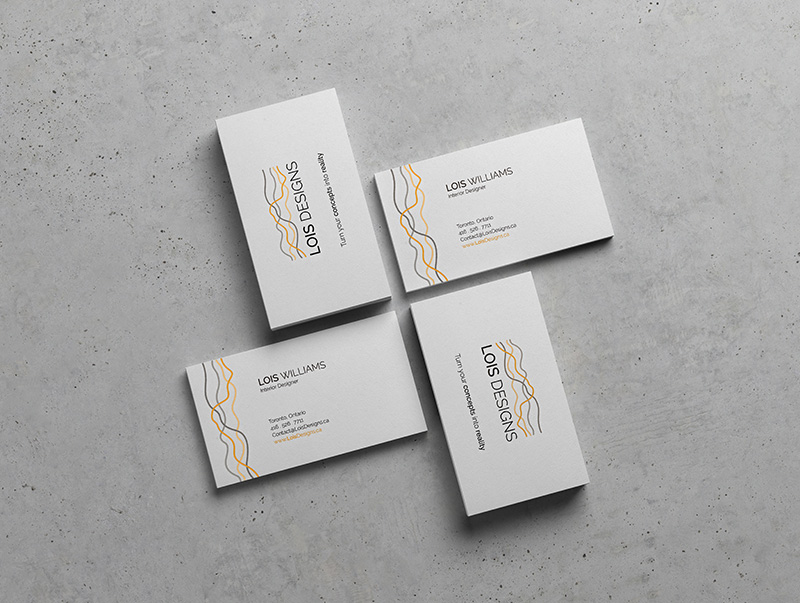 LOIS DESIGNS
Turn your concepts into reality
LOIS WILLIAMS
Interior Designer
Toronto, Ontario
416 . 526 . 7711
Contact@LoisDesigns.ca
www.LoisDesigns.ca
LOIS WILLIAMS
Interior Designer
Toronto, Ontario
416 . 526 . 7711
Contact@LoisDesigns.ca
www.LoisDesigns.ca
LOIS DESIGNS
Turn your concepts into reality